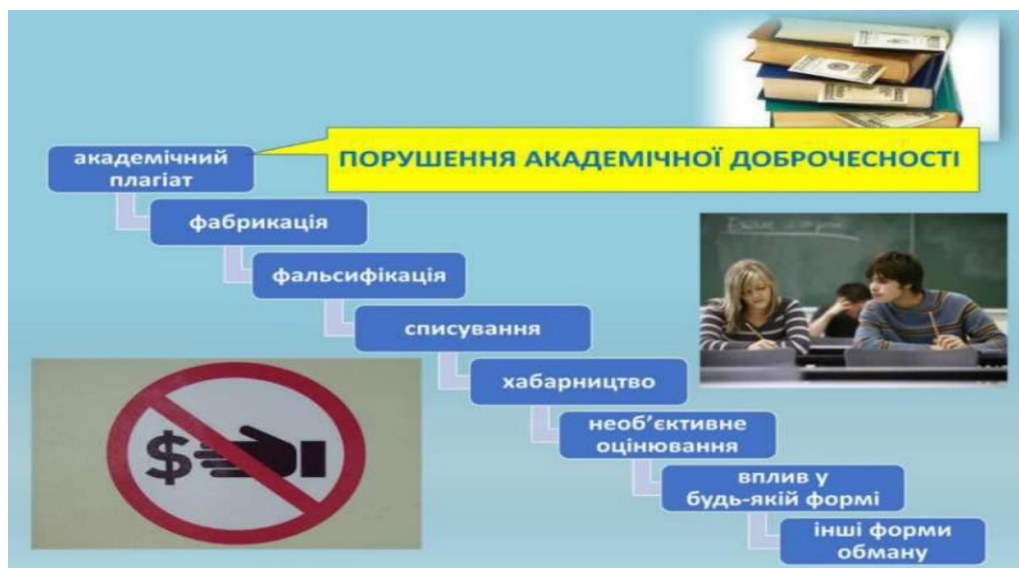 ПОРУШЕННЯ АКАДЕМІЧНОЇ ДОБРОЧЕСНОСТІ
академічний
плагіат
фабрикація
фальсифікація
списування
хабарництво
необ’єктивне
оцінювання
вплив у
будь-якій формі
інші форми
обману
$